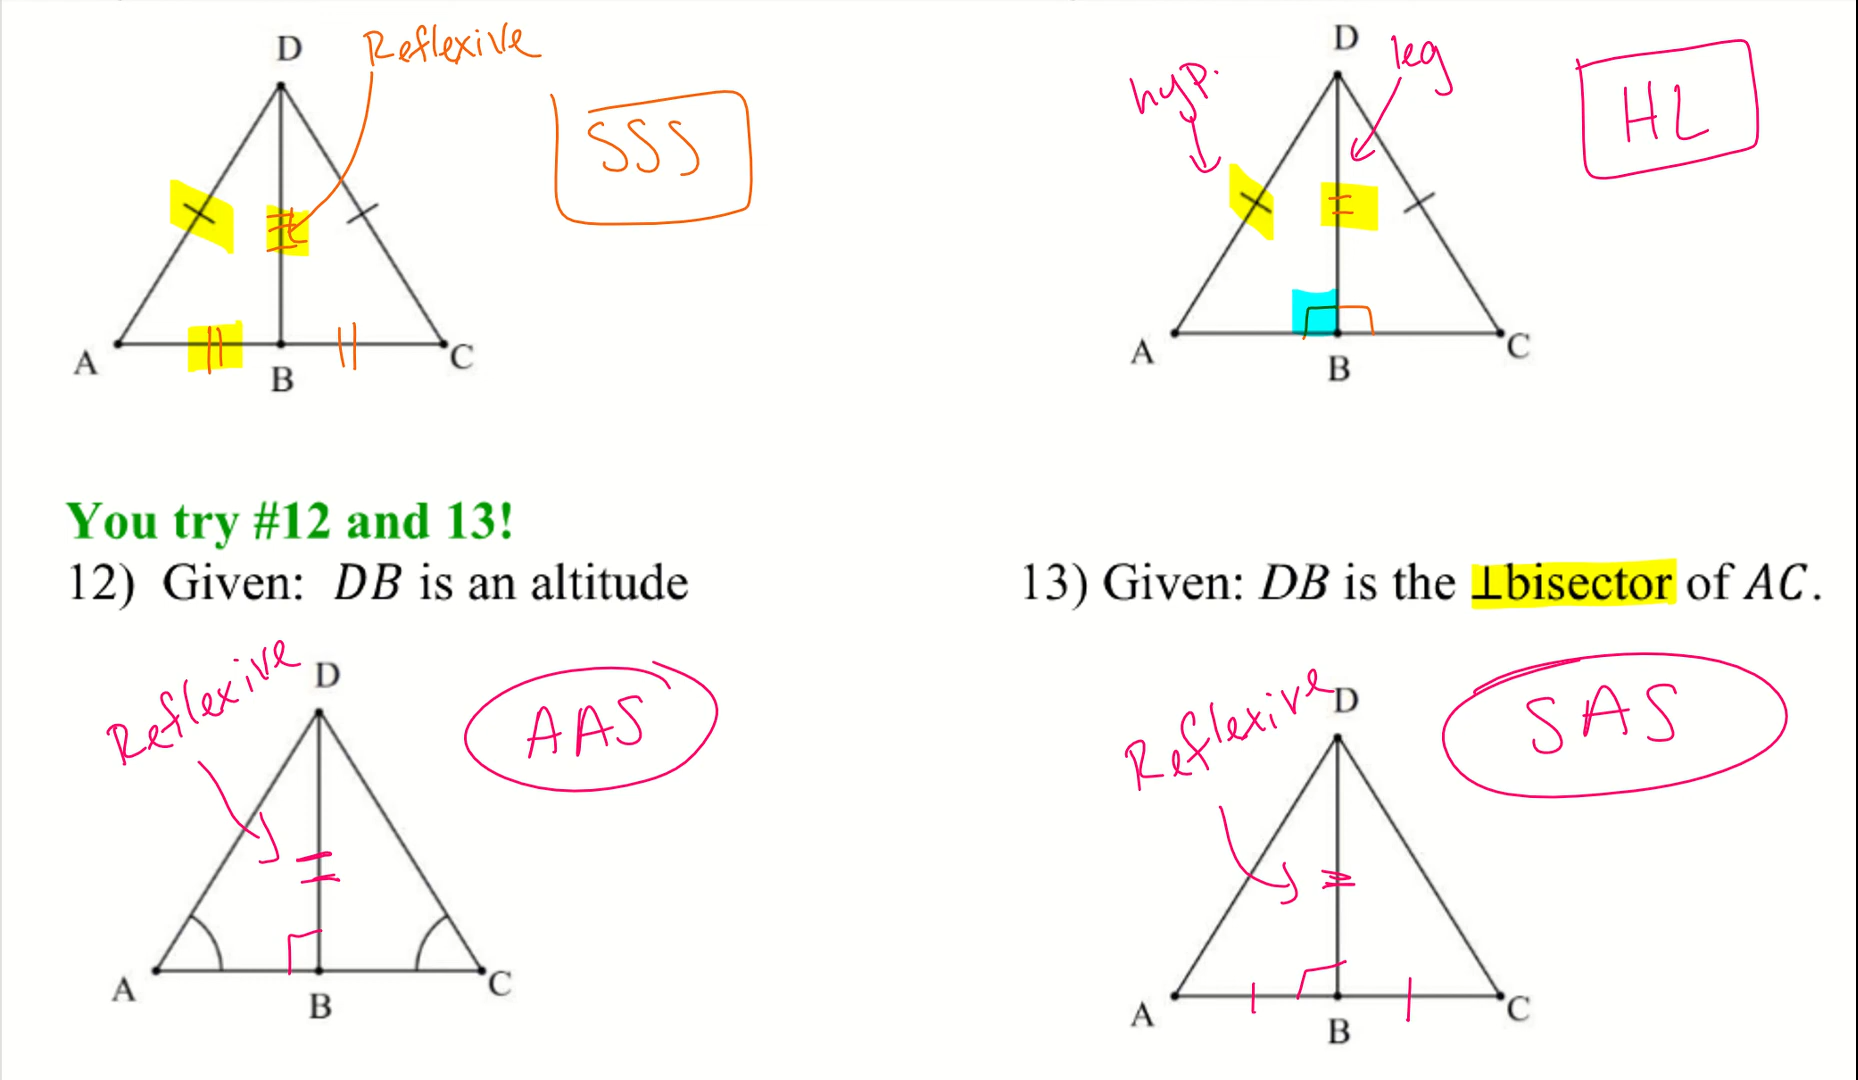 D
Reflexive
SSS
A
B
C
D
hyp.
leg
HL
A
B
C
You try #12 and 13!
12) Given: DB is an altitude
Reflexive
D
AAS
A
B
C
13) Given: DB is the ⊥bisector of AC.
Reflexive
D
SAS
A
B
C